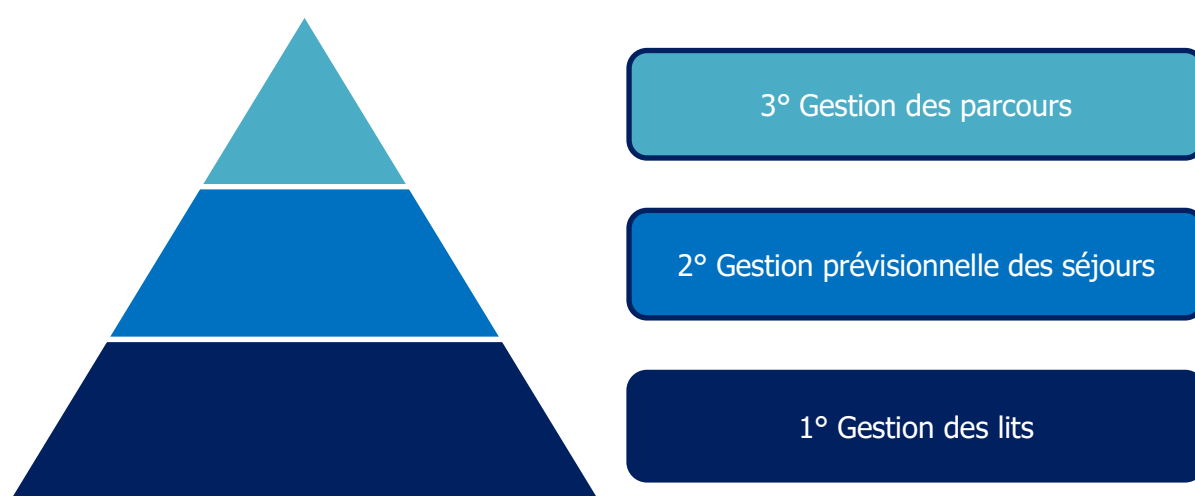 3° Gestion des parcours
2° Gestion prévisionnelle des séjours
1° Gestion des lits